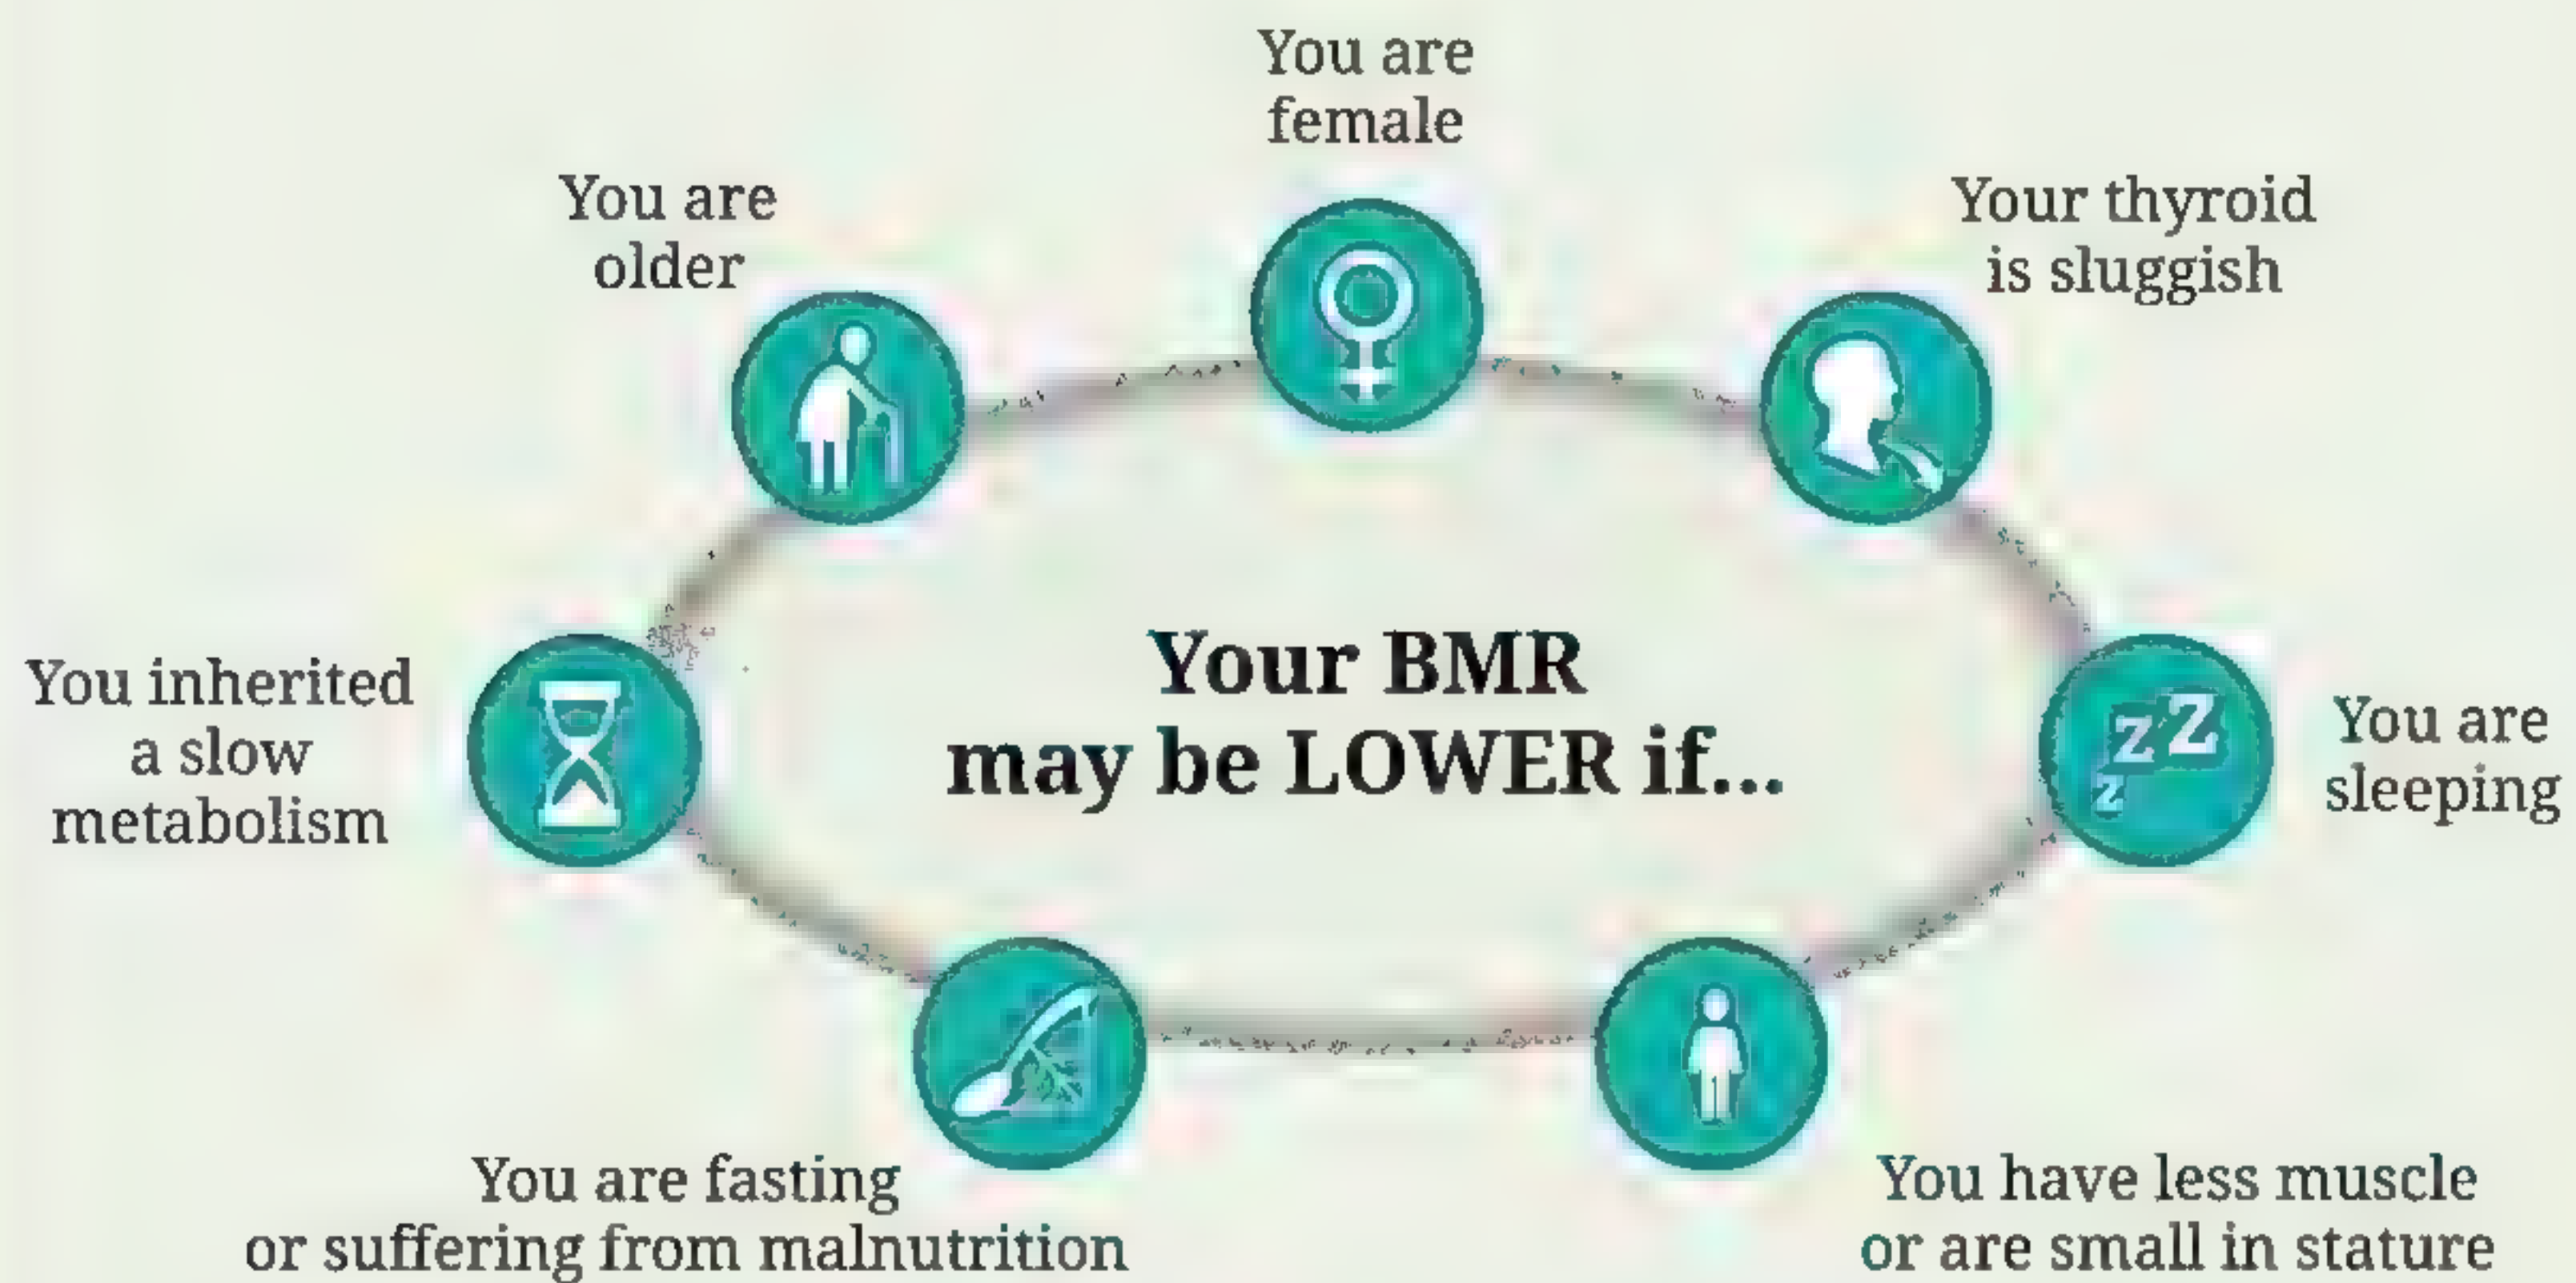 You are
female
You are
older
Your thyroid
is sluggish
Your BMR
may be LOWER if...
You inherited
a slow
metabolism
z Z
z
You are
sleeping
You are fasting
or suffering from malnutrition
You have less muscle
or are small in stature